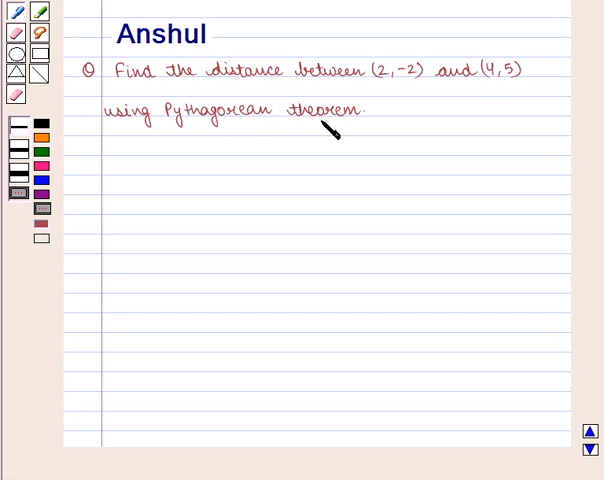 Anshul
Q Find the distance between (2, -2) and (4, 5)
using Pythagorean theorem.